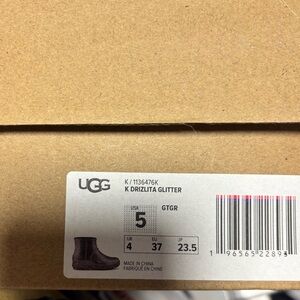 UGG
K / 1136476K
K DRIZLITA GLITTER
USA
5
GTGR
UK EU JP
4 37 23.5
MADE IN CHINA
FABRIQUÉ EN CHINE
1 96565 22893